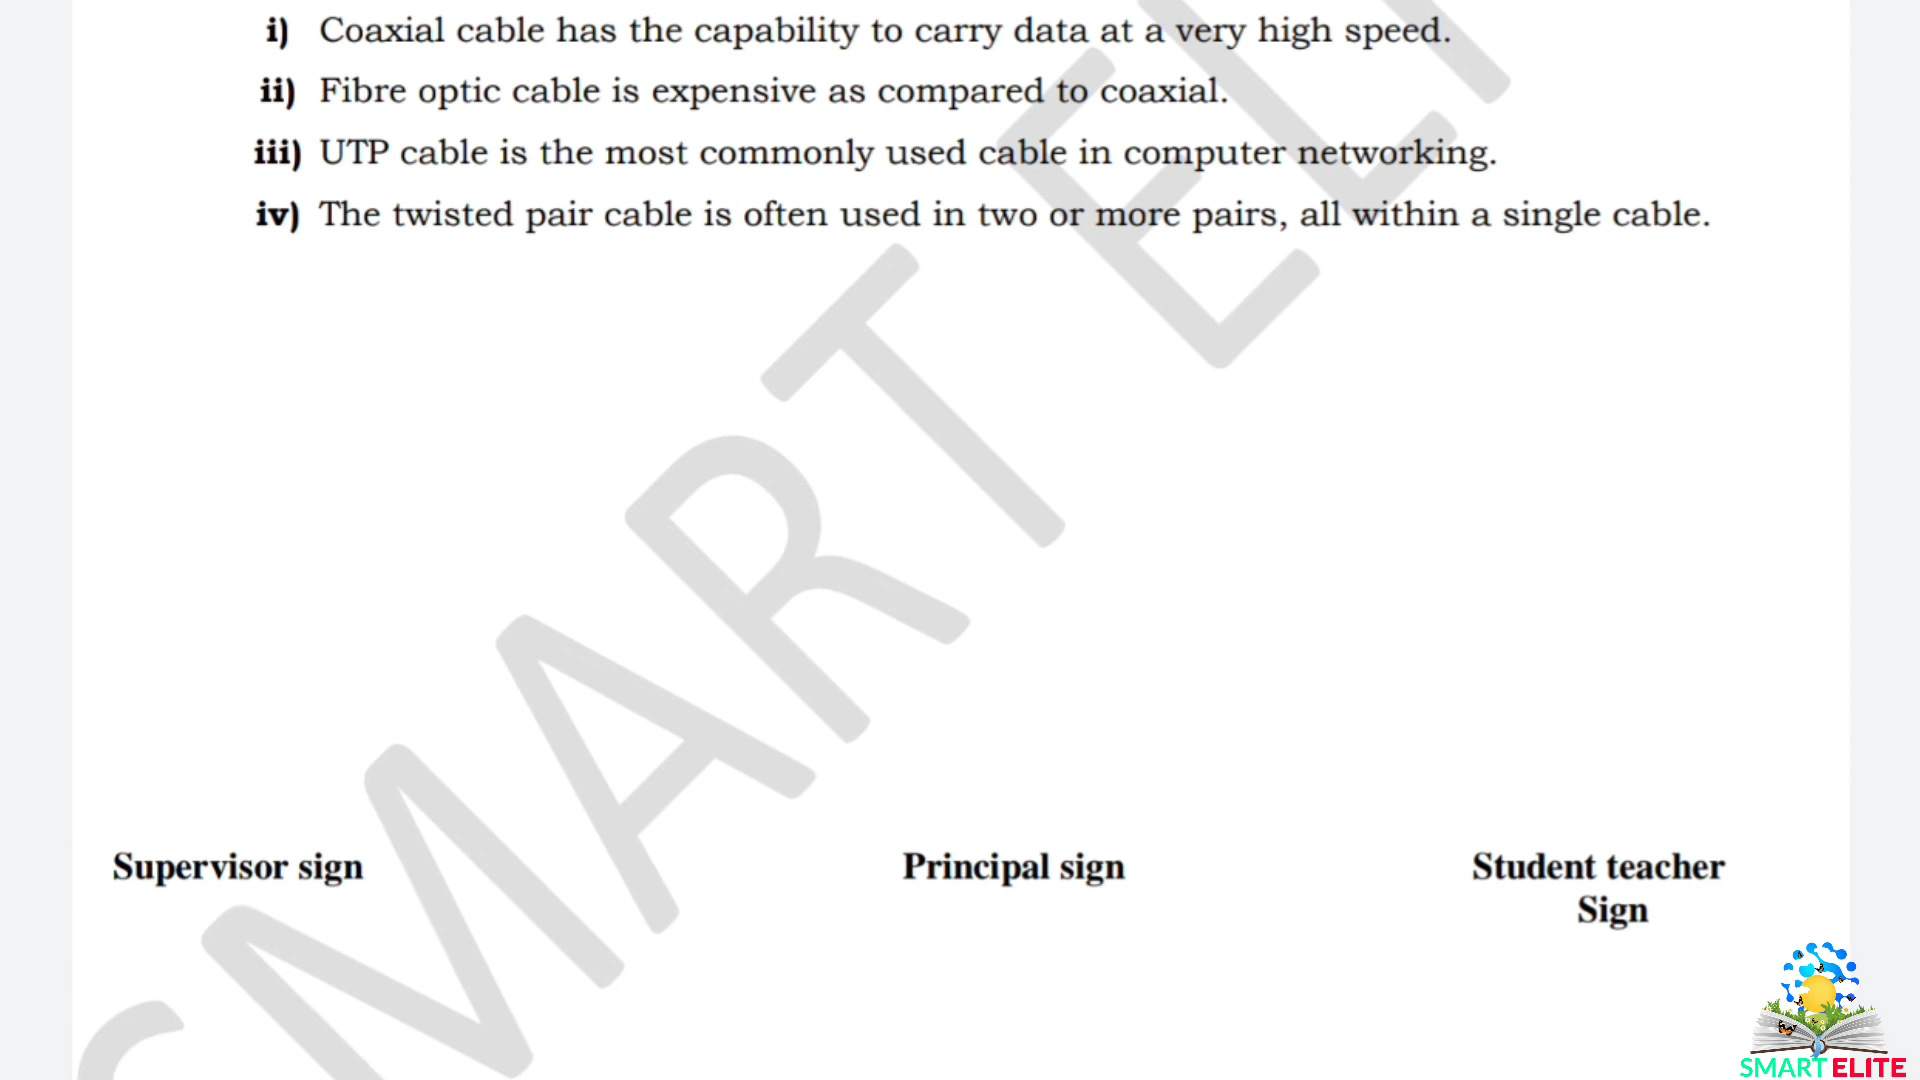 i) Coaxial cable has the capability to carry data at a very high speed.
ii) Fibre optic cable is expensive as compared to coaxial.
iii) UTP cable is the most commonly used cable in computer networking.
iv) The twisted pair cable is often used in two or more pairs, all within a single cable.
SMART ELI
Supervisor sign
Principal sign
Student teacher
Sign
SMART ELITE